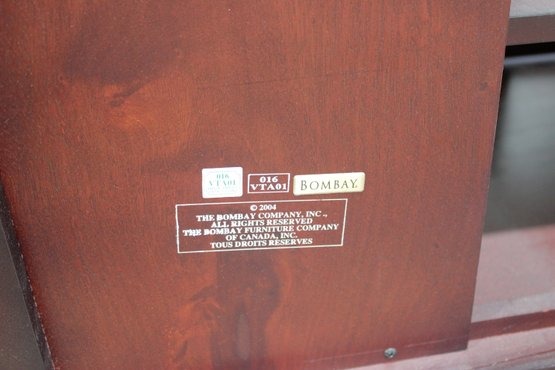 016
VTA01
016
VTA01
BOMBAY
© 2004
THE BOMBAY COMPANY, INC .,
ALL RIGHTS RESERVED
THE BOMBAY FURNITURE COMPANY
OF CANADA, INC.
TOUS DROITS RÉSERVES